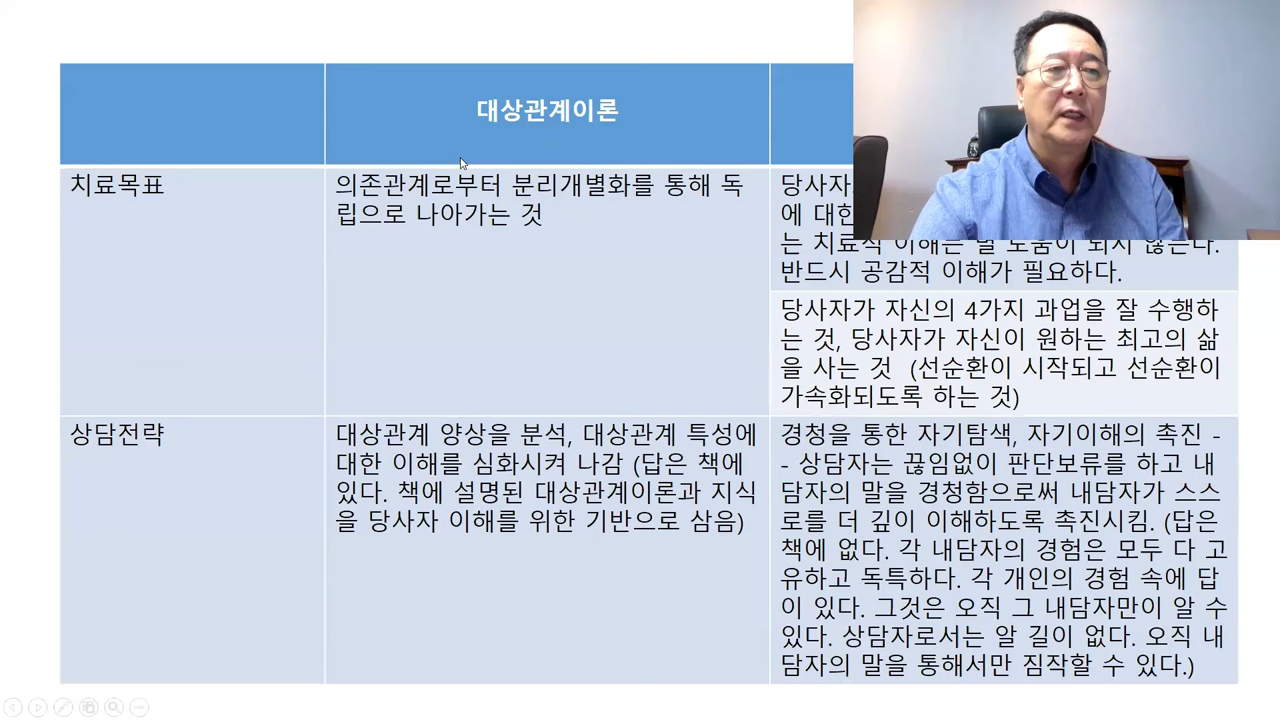 대상관계이론
치료목표
의존관계로부터 분리개별화를 통해 독
립으로 나아가는 것
당사자
에 대한
는 치료적 이해는 별 도움이 되지 않는다.
반드시 공감적 이해가 필요하다.
당사자가 자신의 4가지 과업을 잘 수행하
는 것, 당사자가 자신이 원하는 최고의 삶
을 사는 것 (선순환이 시작되고 선순환이
가속화되도록 하는 것)
상담전략
대상관계 양상을 분석, 대상관계 특성에
대한 이해를 심화시켜 나감 (답은 책에
있다. 책에 설명된 대상관계이론과 지식
을 당사자 이해를 위한 기반으로 삼음)
경청을 통한 자기탐색, 자기이해의 촉진 -
- 상담자는 끊임없이 판단보류를 하고 내
담자의 말을 경청함으로써 내담자가 스스
로를 더 깊이 이해하도록 촉진시킴. (답은
책에 없다. 각 내담자의 경험은 모두 다 고
유하고 독특하다. 각 개인의 경험 속에 답
이 있다. 그것은 오직 그 내담자만이 알 수
있다. 상담자로서는 알 길이 없다. 오직 내
담자의 말을 통해서만 짐작할 수 있다.)